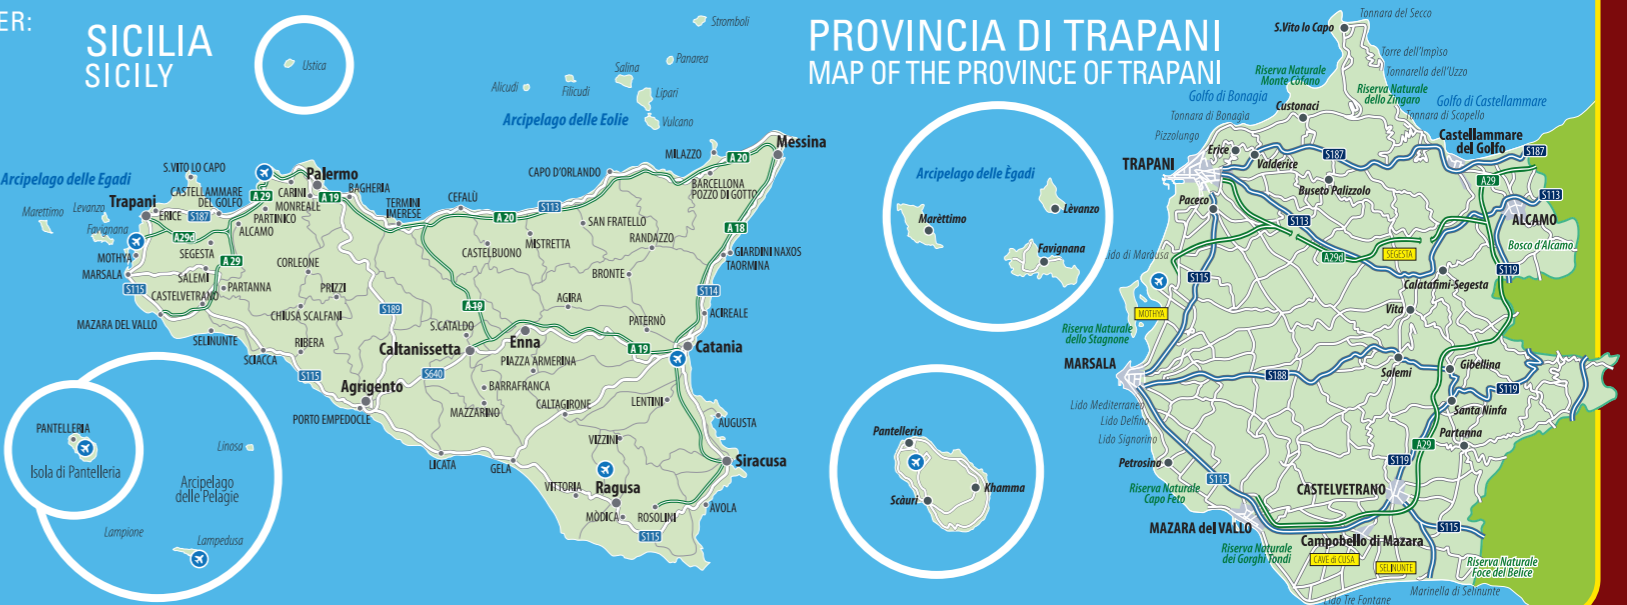 ER:
SICILIA
SICILY
Ustica
Stromboli
Panarea
Salina
Filicudi
Alicudi
Lipari
Vulcano
Arcipelago delle Eolie
Messina
MILAZZO
A 20
CAPO D'ORLANDO
BARCELLONA
POZZO DI GOTTO
S.VITO LO CAPO
Palermo
Arcipelago delle Egadi
CASTELLAMMARE
DEL GOLFO
A29
CARINI
MONREALE
A 19
BAGHERIA
TERMINI
IMERESE
CEFALÙ
A 20
S113
Marettimo
Levanzo
Favignana
Trapani
ERICE
S187
PARTINICO
ALCAMO
SAN FRATELLO
A 18
A29d
SEGESTA
MISTRETTA
RANDAZZO
CASTELBUONO
GIARDINI NAXOS
TAORMINA
MOTHYA
MARSALA
SALEMI
A 29
CORLEONE
BRONTE
S115
CASTELVETRANO
PARTANNA
PRIZZI
S114
CHIUSA SCALFANI
S189
A-19
AGIRA
ACIREALE
MAZARA DEL VALLO
S.CATALDO
PATERNÒ
SELINUNTE
SCIACCA
RIBERA
Caltanissetta
Enna
A 19
Catania
PIAZZA ARMERINA
S115
S640
Agrigento
BARRAFRANCA
LENTINI
PORTO EMPEDOCLE
MAZZARINO
CALTAGIRONE
AUGUSTA
VIZZINI
LICATA
GELA
Siracusa
VITTORIA
Ragusa
MÒDICA
ROSOLINI
AVOLA
S115
PANTELLERIA
Isola di Pantelleria
Linosa
Arcipelago
delle Pelagie
Lampione
Lampedusa
PROVINCIA DI TRAPANI
MAP OF THE PROVINCE OF TRAPANI
Arcipelago delle Ègadi
Marèttimo
Lèvanzo
Favignana
Pantelleria
Khamma
Scàuri
S.Vito lo Capo
Tonnara del Secco
Torre dell'Impiso
Tonnarella dell'Uzzo
Riserva Naturale
Monte Còfano
Riserva Naturale
dello Zingaro
Golfo di Bonagia
Golfo di Castellammare
Custonaci
Tonnara di Bonagia
Tonnara di Scopello
Pizzolungo
Castellammare
del Golfo
Erice
Valderice
S187
S187
TRAPANI
Buseto Palizzolo
A29
S113
Paceco
S113
ALCAMO
Bosco d'Alcamo
Lido di Marausa
A29d
SEGESTA
S119
S115
Calatafimi-Segesta
MOTHYA
Vita
Riserva Naturale
dello Stagnone
MARSALA
S188
Salemi
Gibellina
S119
Lido Mediterraneo
Lido Delfino
Lido Signorino
Santa Ninfa
Partanna
A29
Petrosino
S119
S115
Riserva Naturale
Capo Feto
CASTELVETRANO
MAZARA del VALLO
S115
Campobello di Mazara
Riserva Naturale
dei Gorghi Tondi
CAVE di CUSA
SELINUNTE
Riserva Naturale
Foce del Belice
Marinella di Selinunte
Lido Tre Fontane